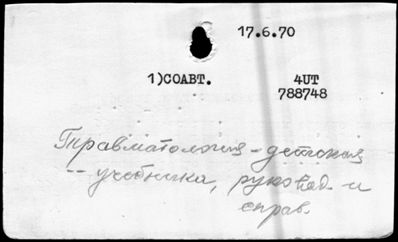 17.6.70
1)СОАВТ. 4UT
788748
Травматология - детская
-- учебники, руковод. и
справ.